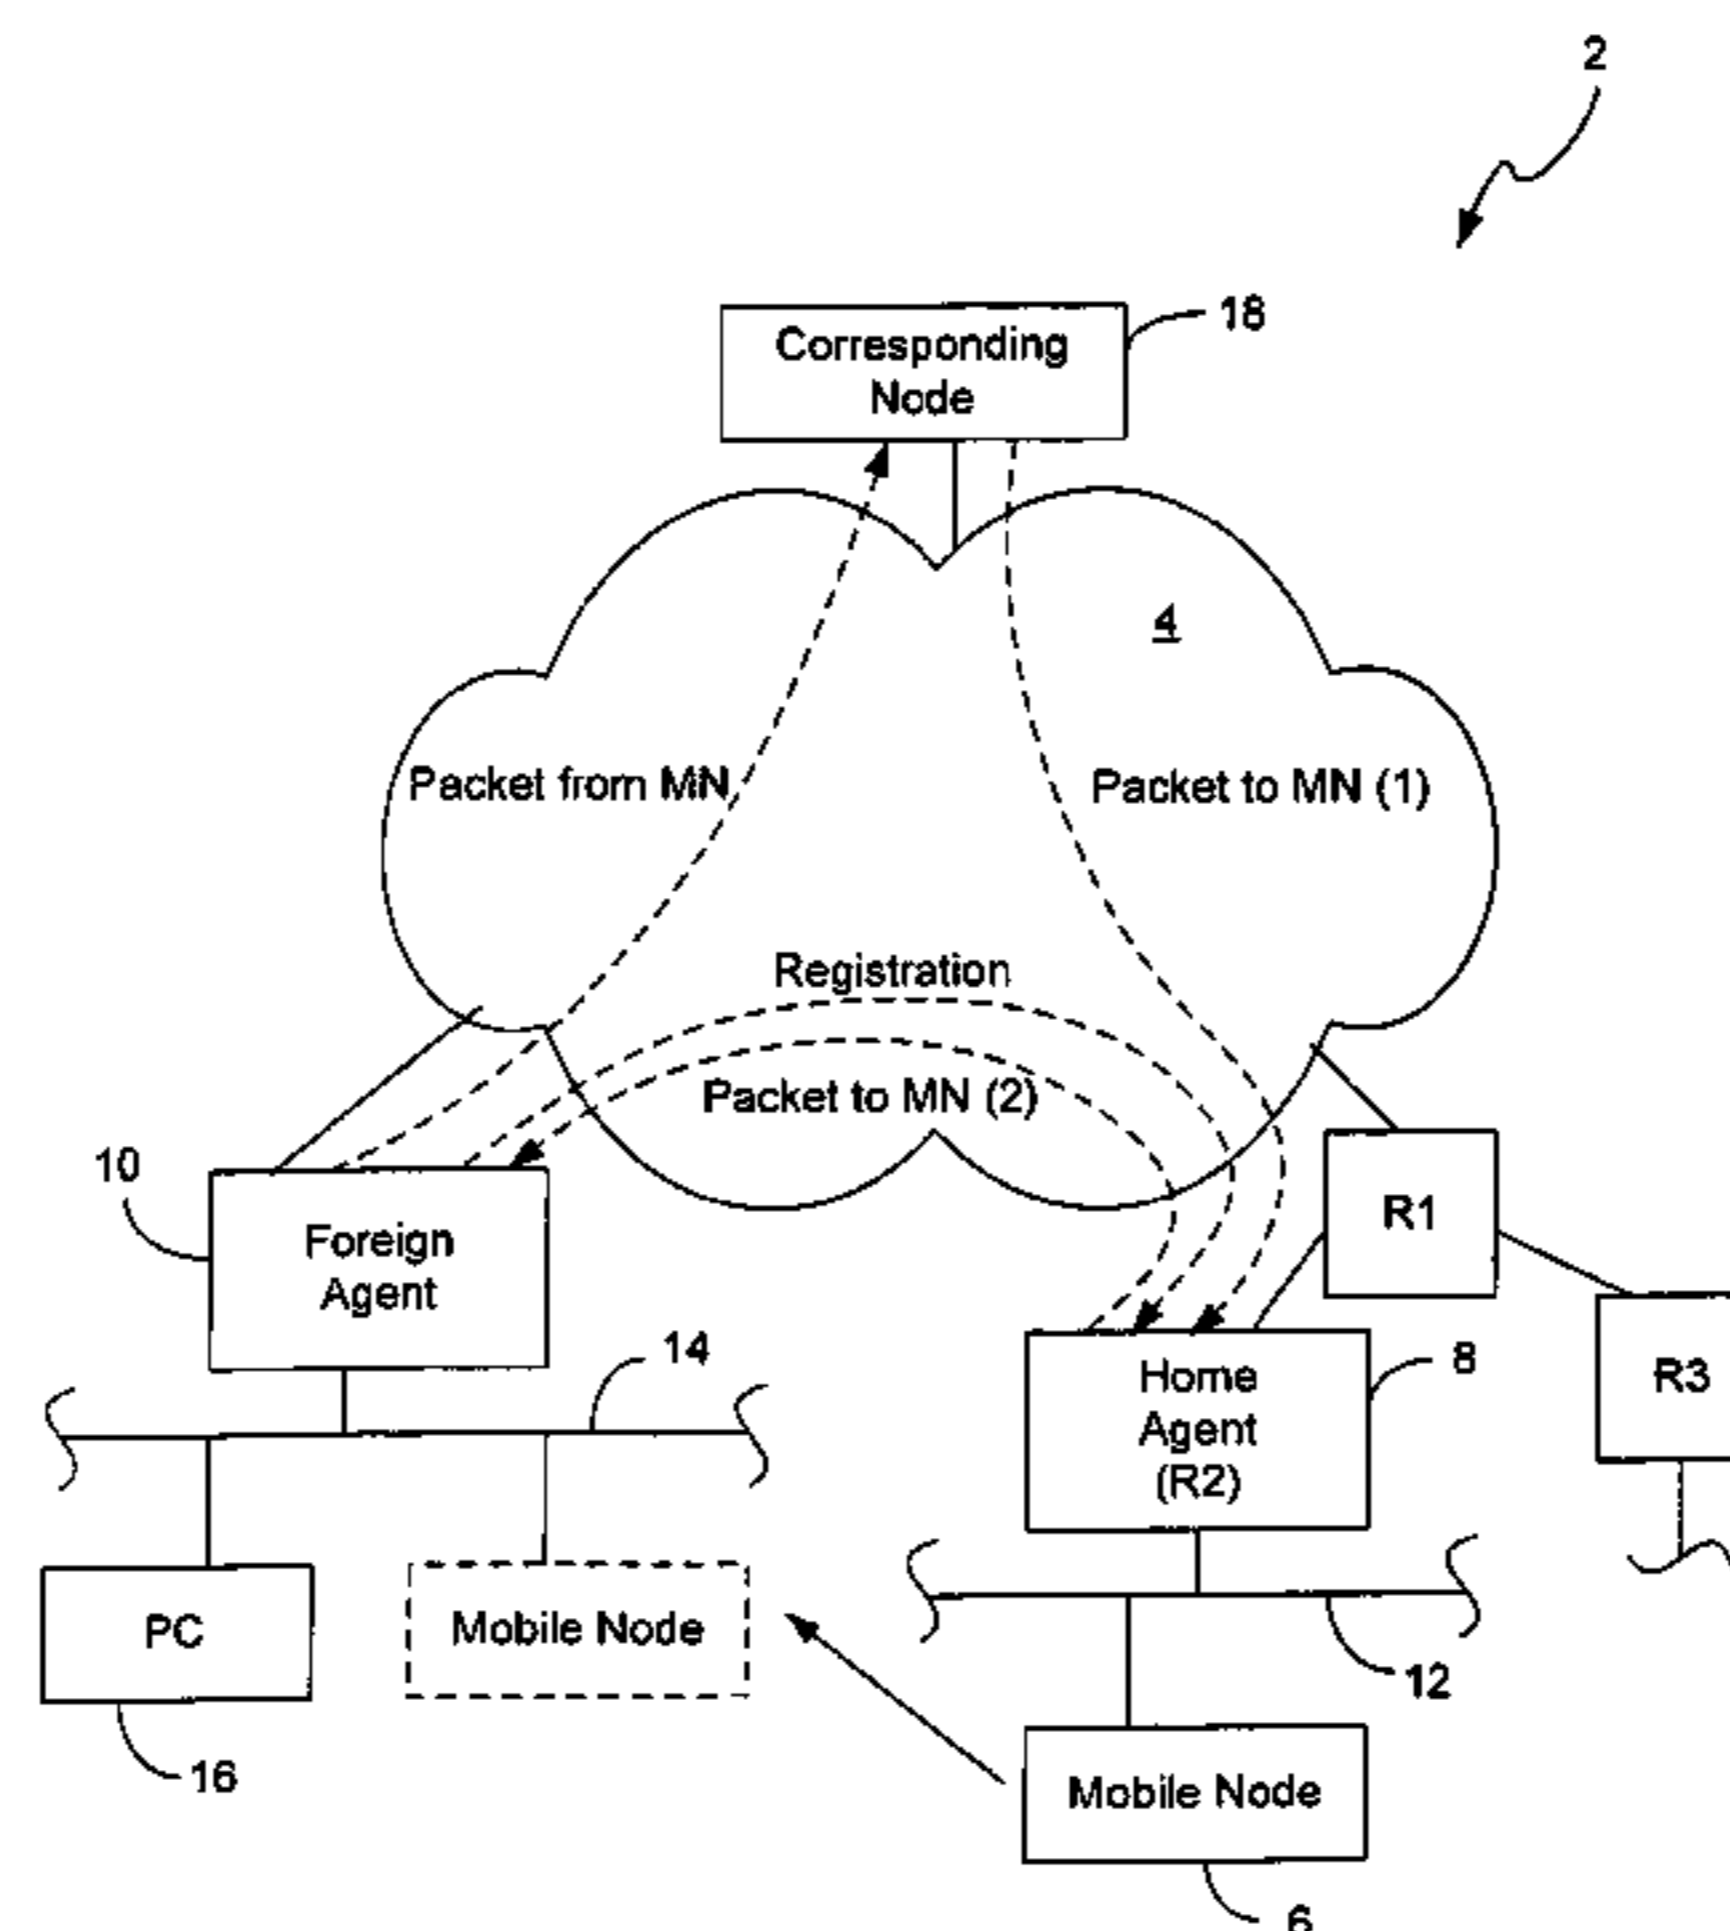 2
Corresponding
Node
18
4
Packet from MN
Packet to MN (1)
Registration
Packet to MN (2)
10
Foreign
Agent
R1
14
Home
Agent
(R2)
8
R3
PC
Mobile Node
12
16
Mobile Node
6